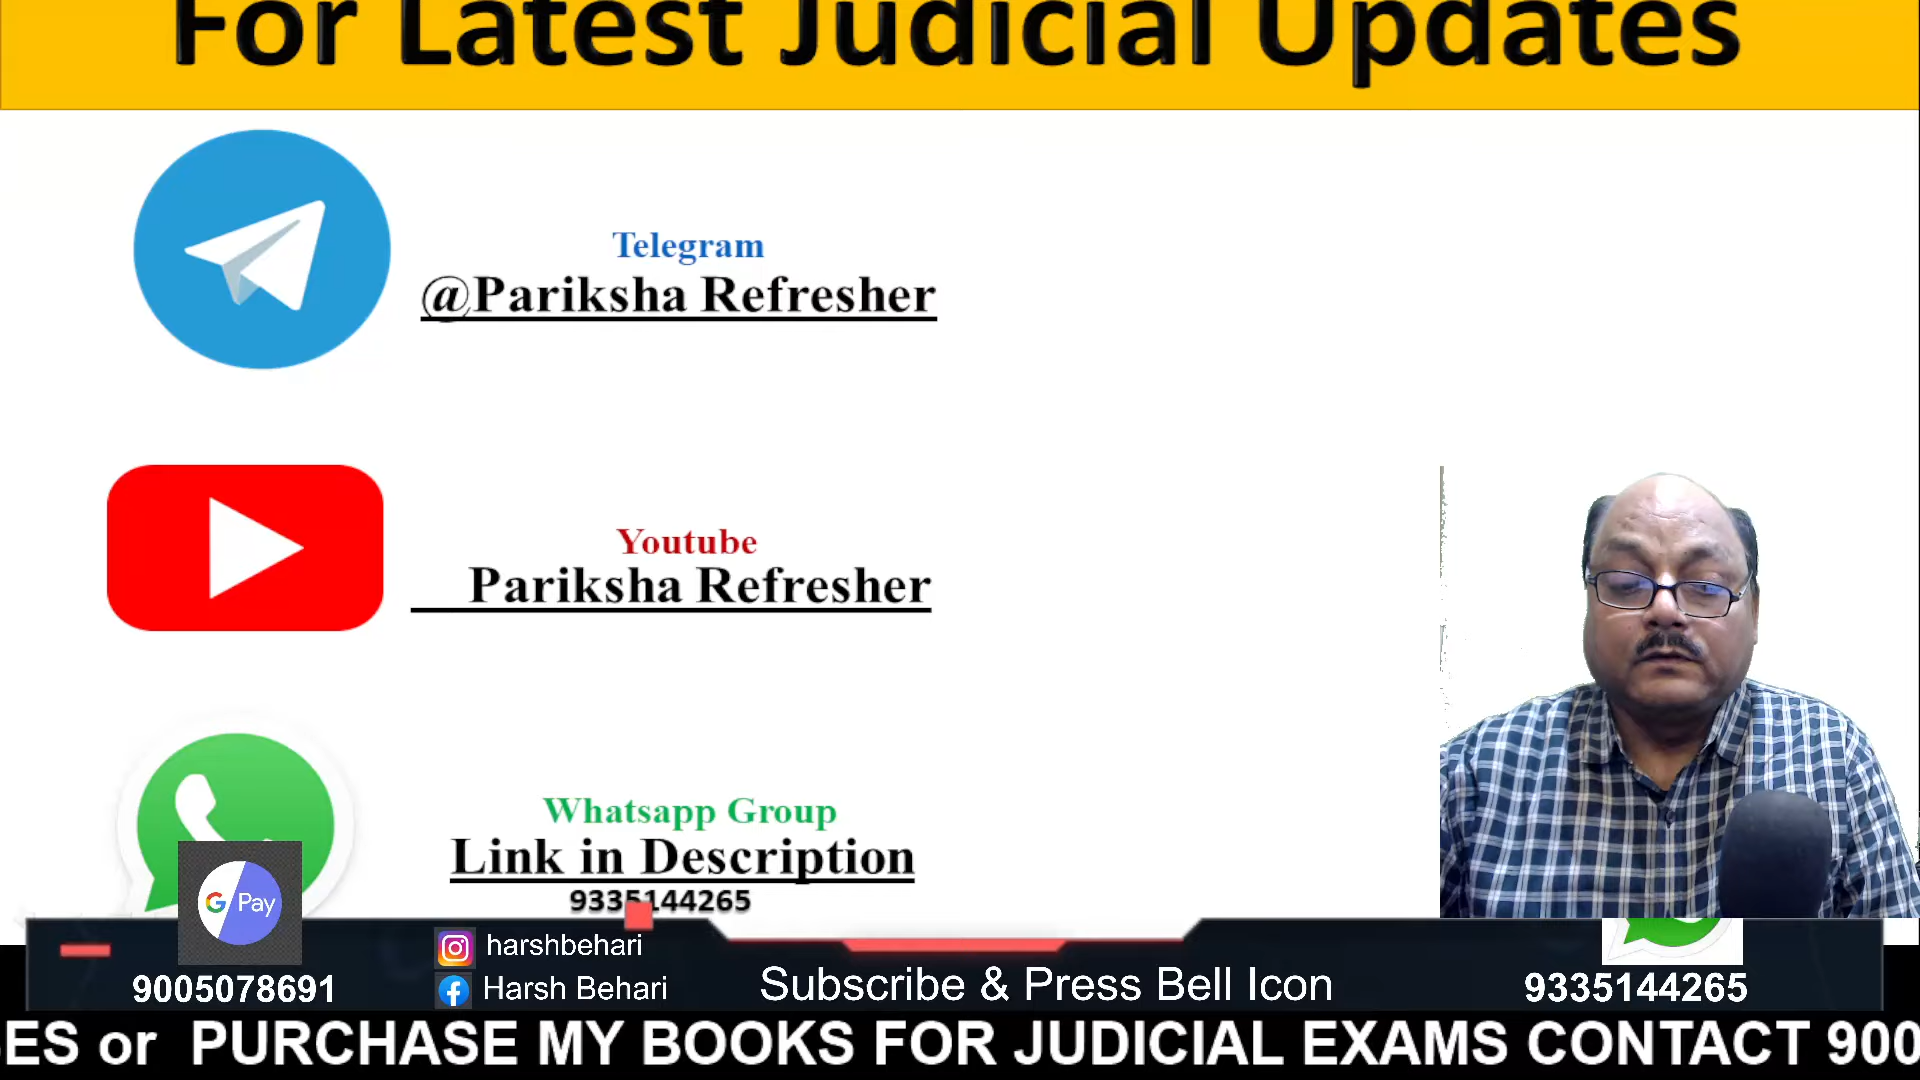 For Latest Judicial Updates
Telegram
@Pariksha Refresher
Youtube
Pariksha Refresher
Whatsapp Group
Link in Description
9335144265
G Pay
harshbehari
9005078691
Harsh Behari
Subscribe & Press Bell Icon
9335144265
ES or PURCHASE MY BOOKS FOR JUDICIAL EXAMS CONTACT 900